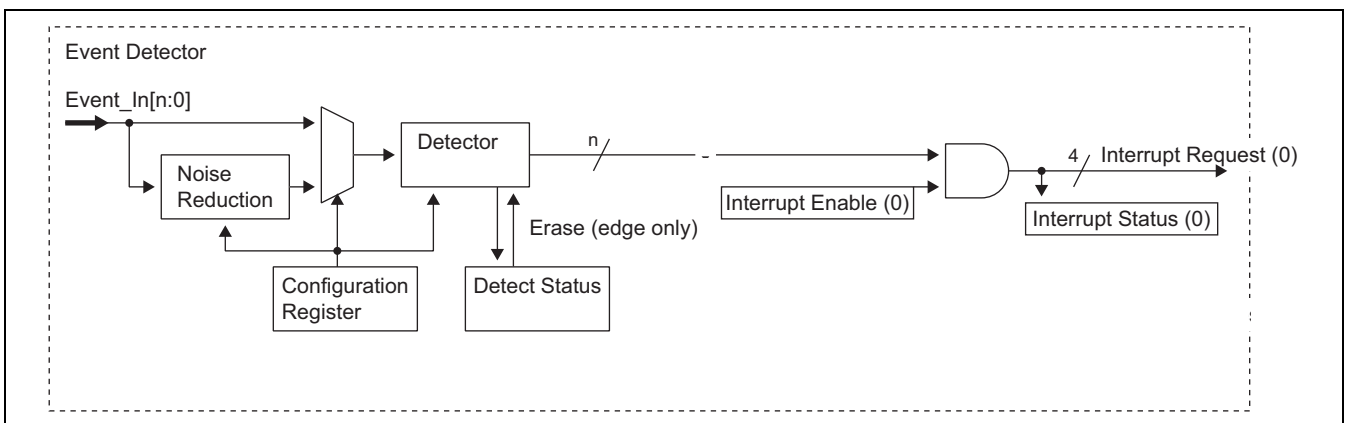 Event Detector
Event_In[n:0]
Noise
Reduction
Detector
n
Interrupt Enable (0)
4
Interrupt Request (0)
Interrupt Status (0)
Erase (edge only)
Configuration
Register
Detect Status